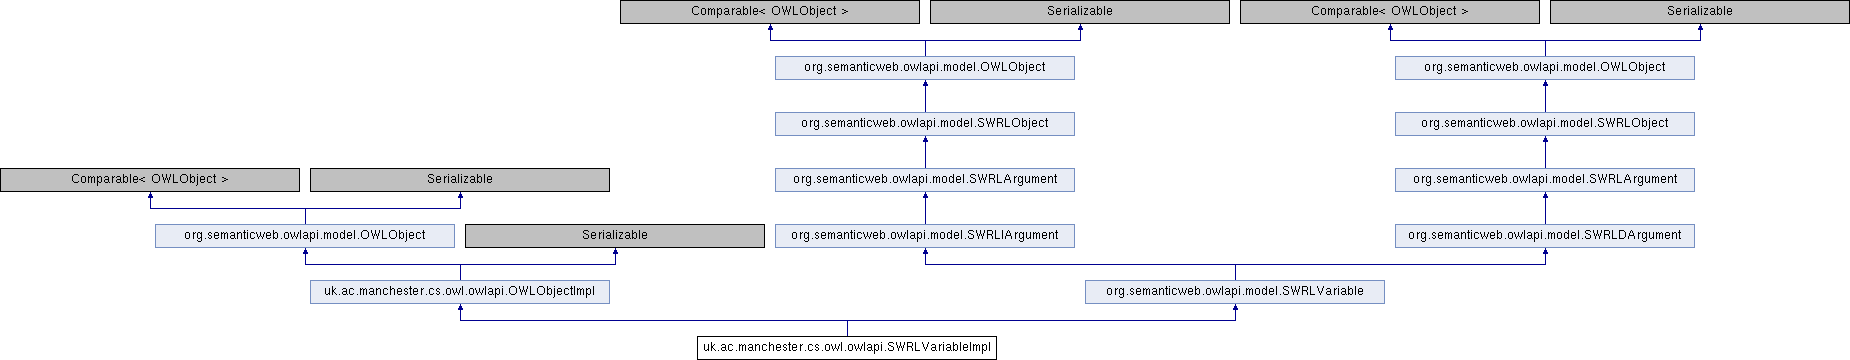 Comparable< OWLObject >
Serializable
Comparable< OWLObject >
Serializable
org.semanticweb.owlapi.model.OWLObject
org.semanticweb.owlapi.model.OWLObject
org.semanticweb.owlapi.model.SWRLObject
org.semanticweb.owlapi.model.SWRLObject
Comparable< OWLObject >
Serializable
org.semanticweb.owlapi.model.SWRLArgument
org.semanticweb.owlapi.model.SWRLArgument
org.semanticweb.owlapi.model.OWLObject
Serializable
org.semanticweb.owlapi.model.SWRLIArgument
org.semanticweb.owlapi.model.SWRLDArgument
uk.ac.manchester.cs.owl.owlapi.OWLObjectImpl
org.semanticweb.owlapi.model.SWRLVariable
uk.ac.manchester.cs.owl.owlapi.SWRLVariableImpl